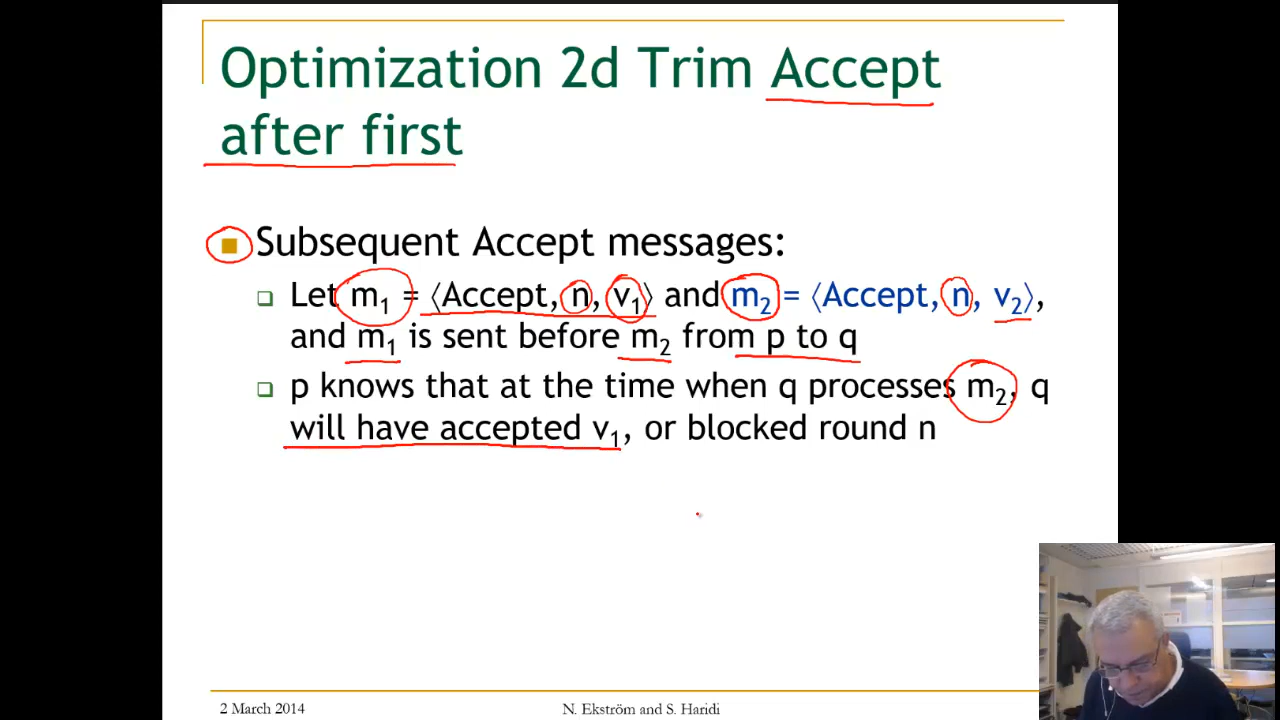 Optimization 2d Trim Accept
after first
Subsequent Accept messages:
Let m₁ = ⟨Accept, n, v₁⟩ and m₂ = ⟨Accept, n, v₂⟩,
and m₁ is sent before m₂ from p to q
p knows that at the time when q processes m₂, q
will have accepted v₁, or blocked round n
2 March 2014
N. Ekström and S. Haridi